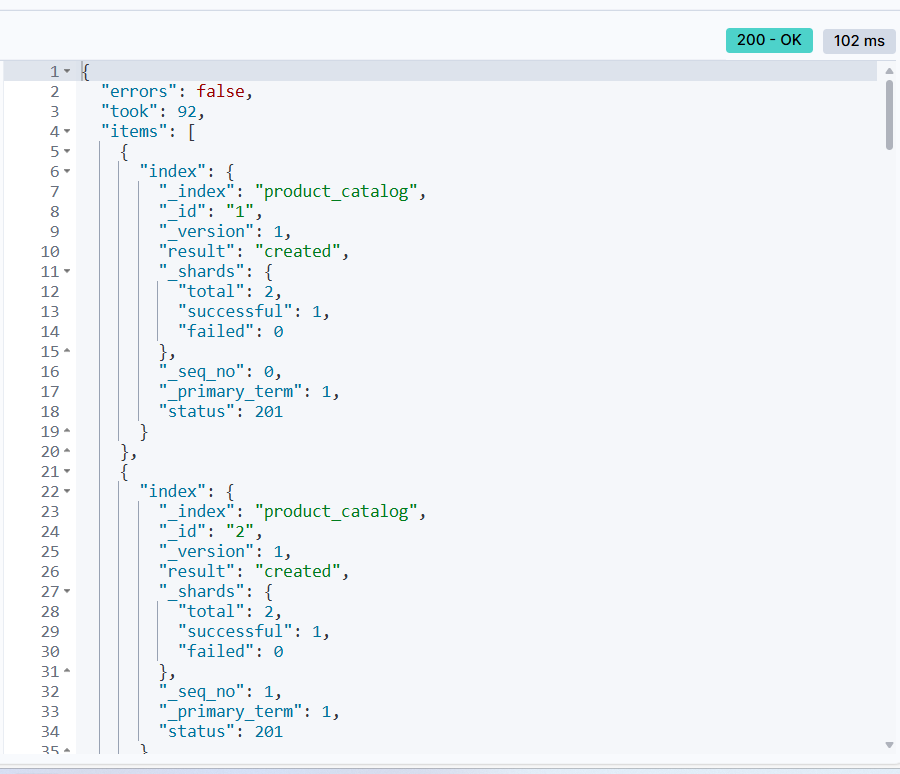 200 - OK 102 ms
1 {
2 "errors": false,
3 "took": 92,
4 "items": [
5 {
6 "index": {
7 "_index": "product_catalog",
8 "_id": "1",
9 "_version": 1,
10 "result": "created",
11 "_shards": {
12 "total": 2,
13 "successful": 1,
14 "failed": 0
15 },
16 "_seq_no": 0,
17 "_primary_term": 1,
18 "status": 201
19 }
20 },
21 {
22 "index": {
23 "_index": "product_catalog",
24 "_id": "2",
25 "_version": 1,
26 "result": "created",
27 "_shards": {
28 "total": 2,
29 "successful": 1,
30 "failed": 0
31 },
32 "_seq_no": 1,
33 "_primary_term": 1,
34 "status": 201
35 }